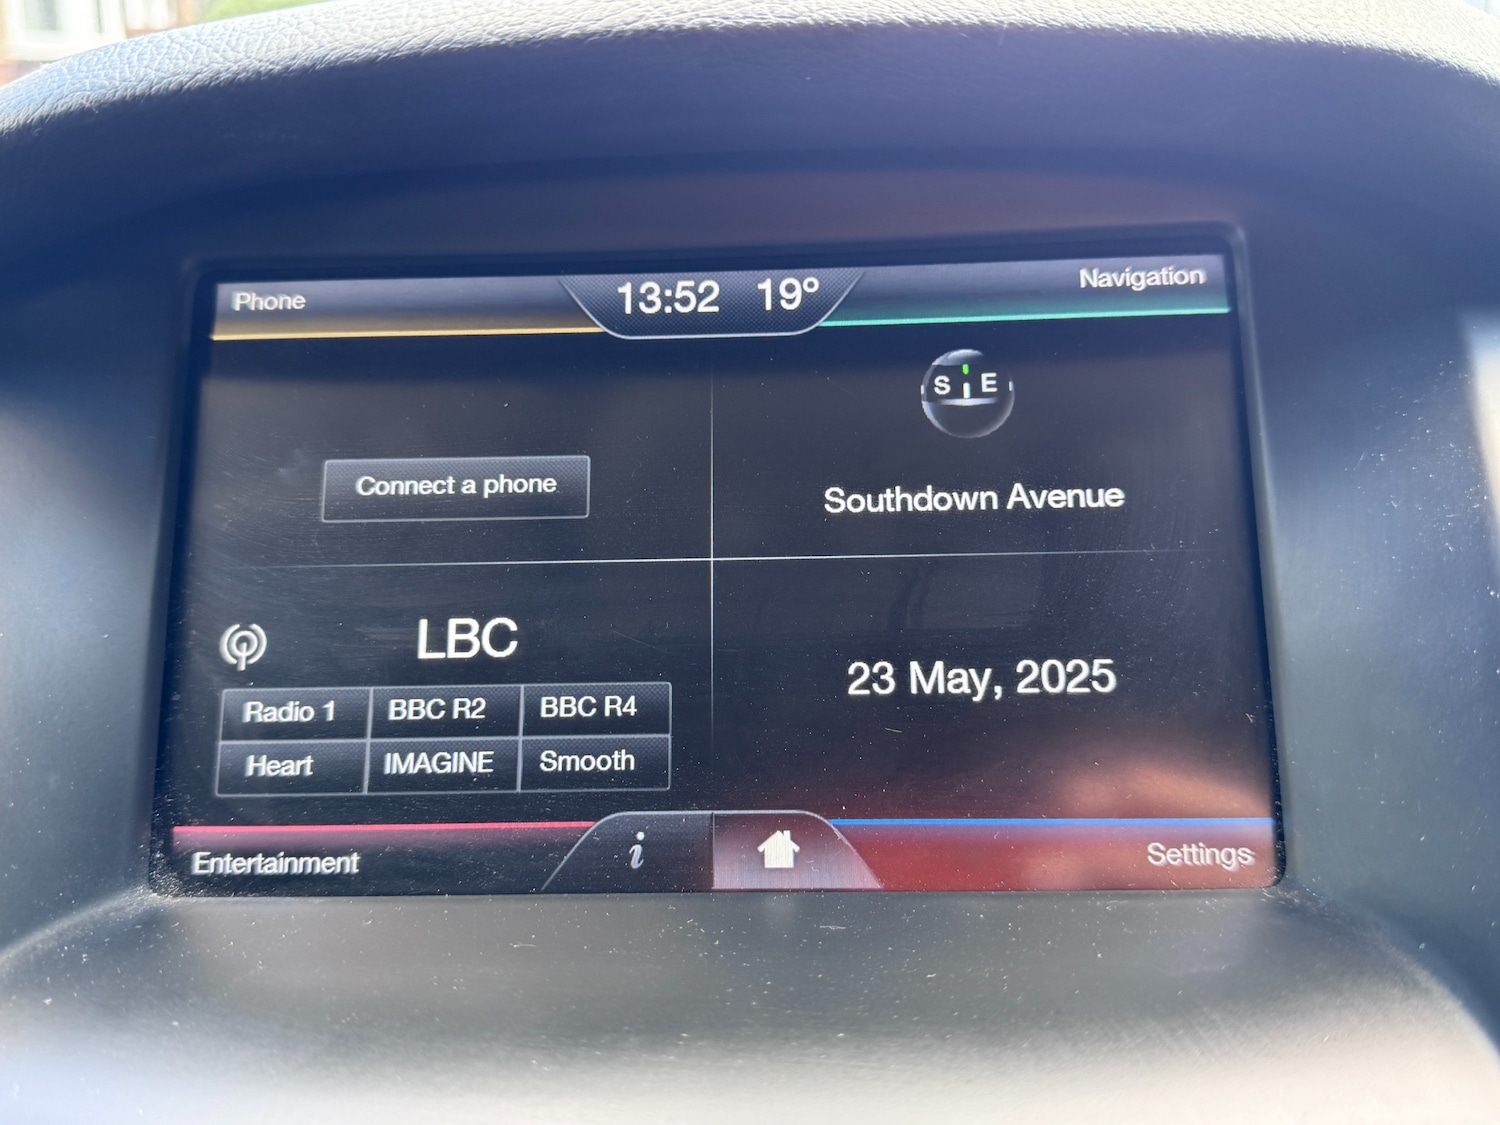 Phone
13:52 19°
Navigation
S E
Connect a phone
Southdown Avenue
LBC
Radio 1 BBC R2 BBC R4
Heart IMAGINE Smooth
23 May, 2025
Entertainment
i
Settings